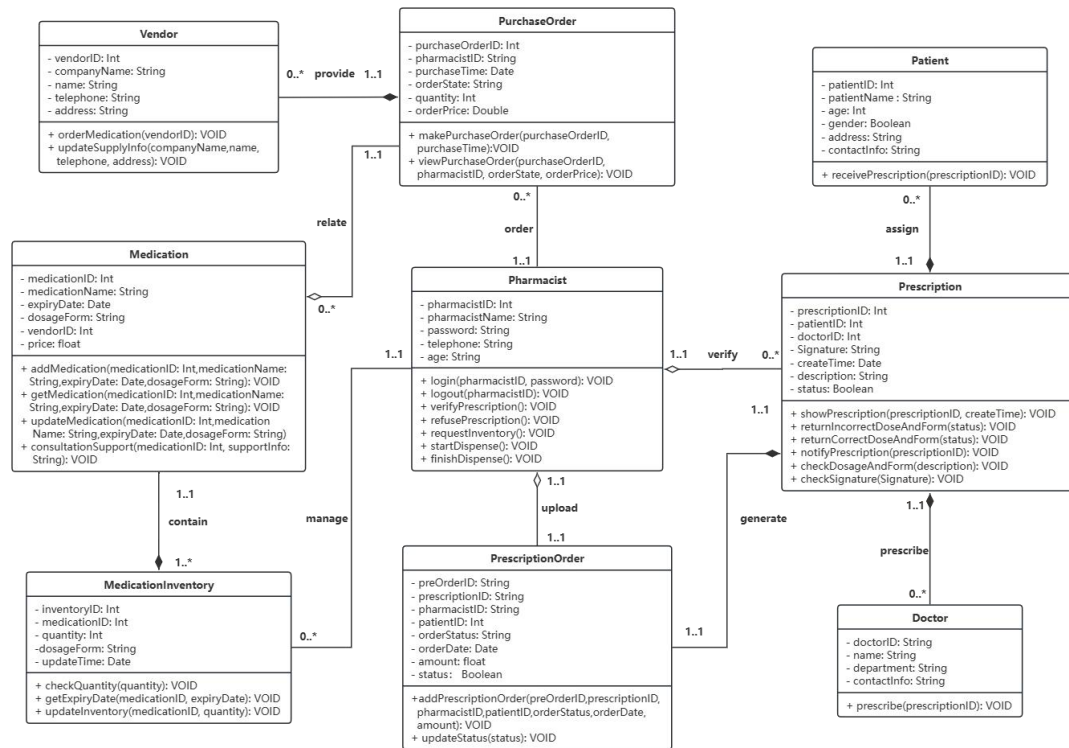 Vendor
- vendorID: Int
- companyName: String
- name: String
- telephone: String
- address: String
+ orderMedication(vendorID): VOID
+ updateSupplyInfo(companyName,name,
telephone, address): VOID
0..* provide 1..1
PurchaseOrder
- purchaseOrderID: Int
- pharmacistID: String
- purchaseTime: Date
- orderState: String
- quantity: Int
- orderPrice: Double
+ makePurchaseOrder(purchaseOrderID,
purchaseTime):VOID
+ viewPurchaseOrder(purchaseOrderID,
pharmacistID, orderState, orderPrice): VOID
Patient
- patientID: Int
- patientName : String
- age: Int
- gender: Boolean
- address: String
- contactInfo: String
+ receivePrescription(prescriptionID): VOID
1..1
relate
0..*
0..*
order
1..1
0..*
assign
1..1
Medication
- medicationID: Int
- medicationName: String
- expiryDate: Date
- dosageForm: String
- vendorID: Int
- price: float
+ addMedication(medicationID: Int,medicationName:
String,expiryDate: Date,dosageForm: String): VOID
+ getMedication(medicationID: Int,medicationName:
String,expiryDate: Date,dosageForm: String): VOID
+ updateMedication(medicationID: Int,medication
Name: String,expiryDate: Date,dosageForm: String)
+ consultationSupport(medicationID: Int, supportInfo:
String): VOID
Pharmacist
- pharmacistID: Int
- pharmacistName: String
- password: String
- telephone: String
- age: String
+ login(pharmacistID, password): VOID
+ logout(pharmacistID): VOID
+ verifyPrescription(): VOID
+ refusePrescription(): VOID
+ requestInventory(): VOID
+ startDispense(): VOID
+ finishDispense(): VOID
1..1 verify 0..*
Prescription
- prescriptionID: Int
- patientID: Int
- doctorID: Int
- Signature: String
- createTime: Date
- description: String
- status: Boolean
+ showPrescription(prescriptionID, createTime): VOID
+ returnIncorrectDoseAndForm(status): VOID
+ returnCorrectDoseAndForm(status): VOID
+ notifyPrescription(prescriptionID): VOID
+ checkDosageAndForm(description): VOID
+ checkSignature(Signature): VOID
1..1
manage
0..*
1..1
contain
1..*
1..1
upload
1..1
1..1
generate
1..1
1..1
prescribe
0..*
MedicationInventory
- inventoryID: Int
- medicationID: Int
- quantity: Int
-dosageForm: String
- updateTime: Date
+ checkQuantity(quantity): VOID
+ getExpiryDate(medicationID, expiryDate): VOID
+ updateInventory(medicationID, quantity): VOID
PrescriptionOrder
- preOrderID: String
- prescriptionID: String
- pharmacistID: String
- patientID: Int
- orderStatus: String
- orderDate: Date
- amount: float
- status: Boolean
+addPrescriptionOrder(preOrderID,prescriptionID,
pharmacistID,patientID,orderStatus,orderDate,
amount): VOID
+ updateStatus(status): VOID
Doctor
- doctorID: String
- name: String
- department: String
- contactInfo: String
+ prescribe(prescriptionID): VOID